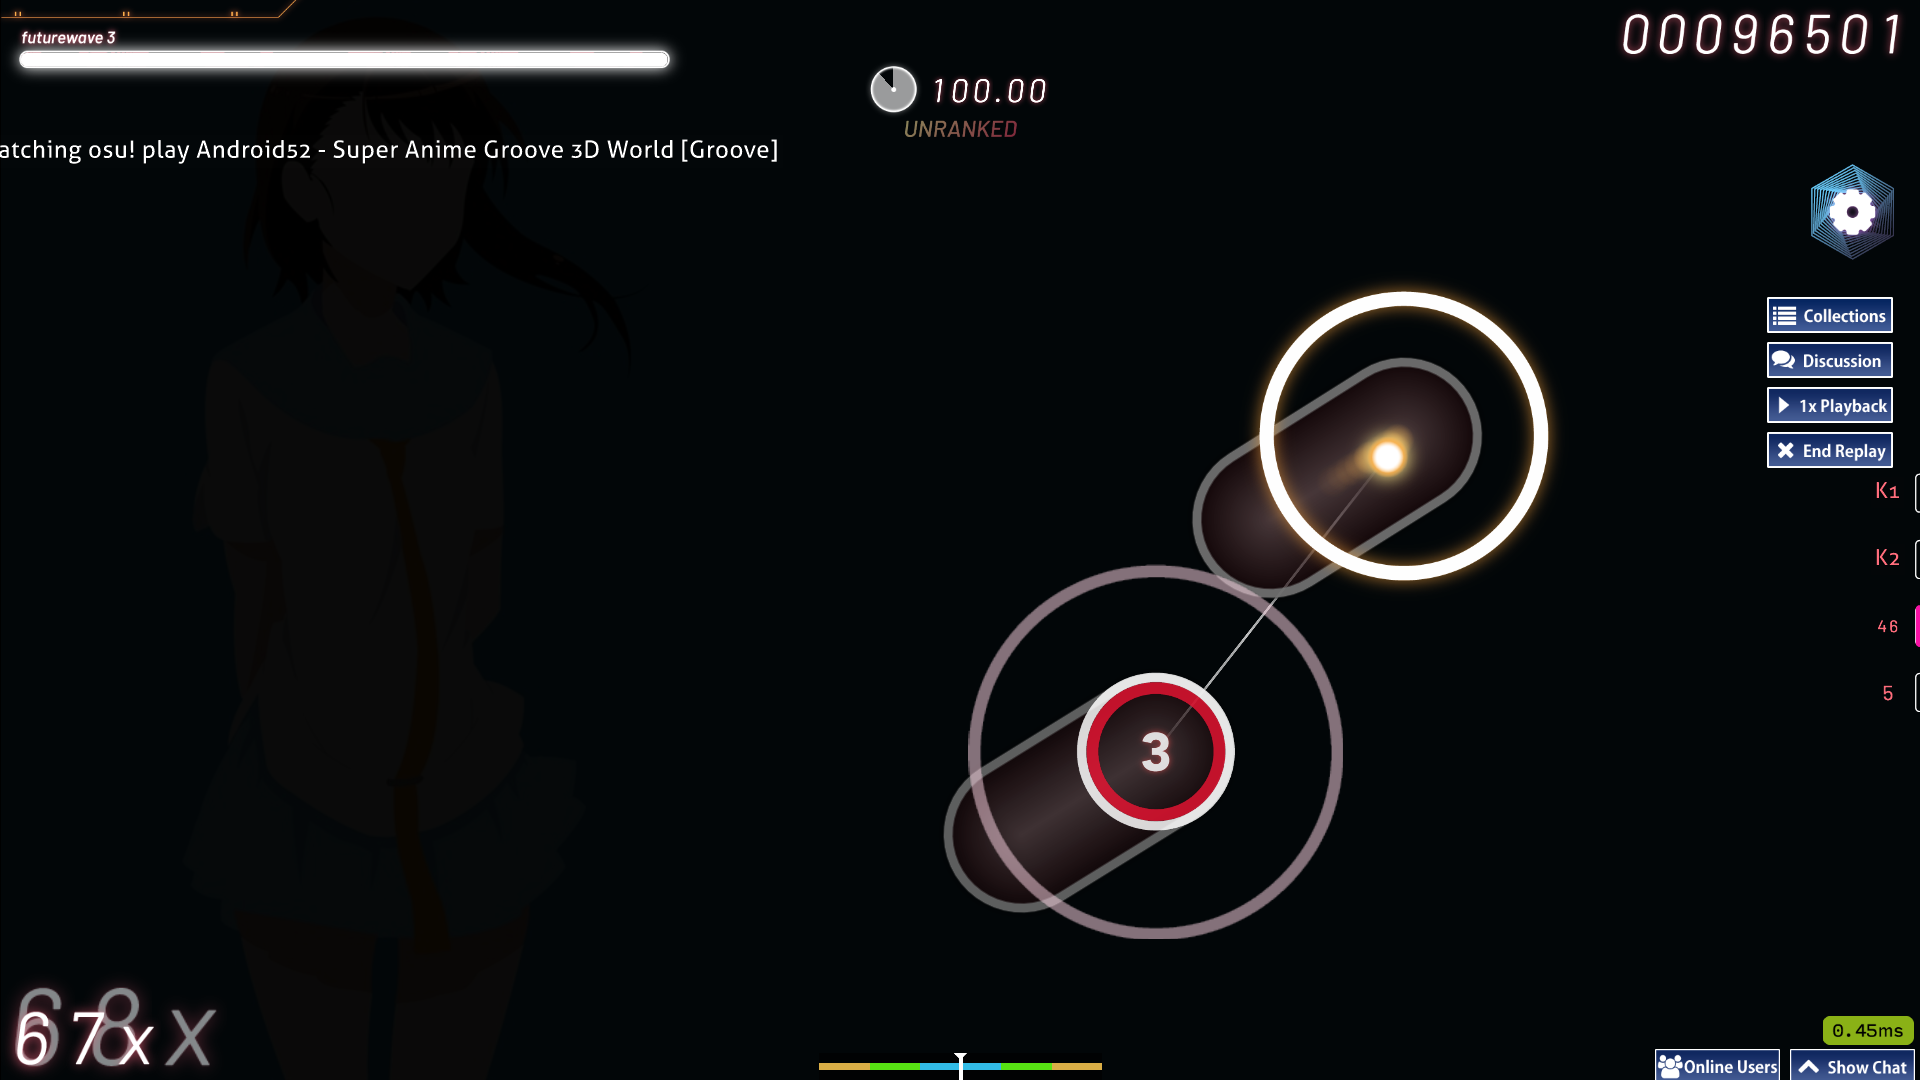 futurewave 3
00096501
100.00
UNRANKED
atching osu! play Android52 - Super Anime Groove 3D World [Groove]
Collections
Discussion
1x Playback
End Replay
K1
K2
46
5
3
67x
68x
0.45ms
Online Users
Show Chat